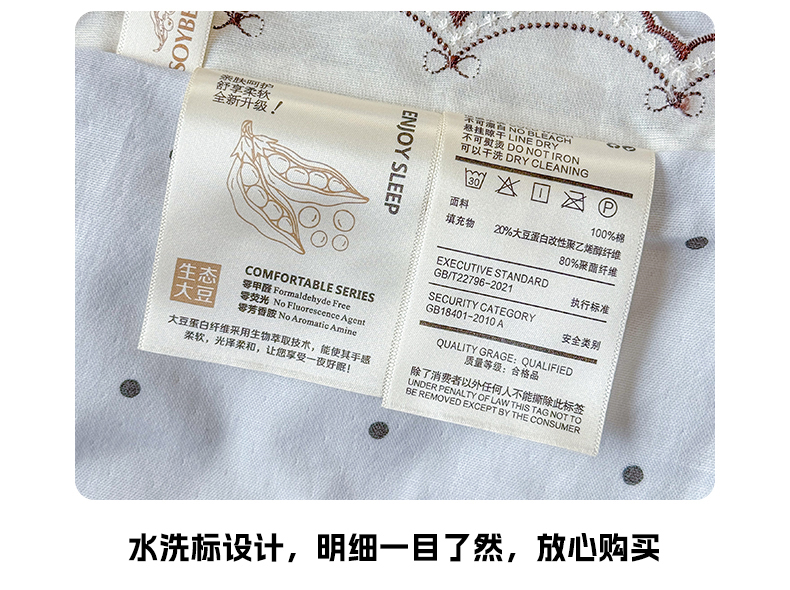 SOYBE
亲肤呵护
舒享柔软
全新升级！
ENJOY SLEEP
生态
大豆
COMFORTABLE SERIES
零甲醛 Formaldehyde Free
零荧光 No Fluorescence Agent
零芳香胺 No Aromatic Amine
大豆蛋白纤维采用生物萃取技术，能使其手感
柔软，光泽柔和，让您享受一夜好眠！
不可漂白 NO BLEACH
悬挂晾干 LINE DRY
不可熨烫 DO NOT IRON
可以干洗 DRY CLEANING
30
P
面料 100%棉
填充物 20%大豆蛋白改性聚乙烯醇纤维
80%聚酯纤维
EXECUTIVE STANDARD
GB/T22796-2021 执行标准
SECURITY CATEGORY
GB18401-2010 A 安全类别
QUALITY GRAGE: QUALIFIED
质量等级：合格品
除了消费者以外任何人不能撕除此标签
UNDER PENALTY OF LAW THIS TAG NOT TO
BE REMOVED EXCEPT BY THE CONSUMER
水洗标设计，明细一目了然，放心购买